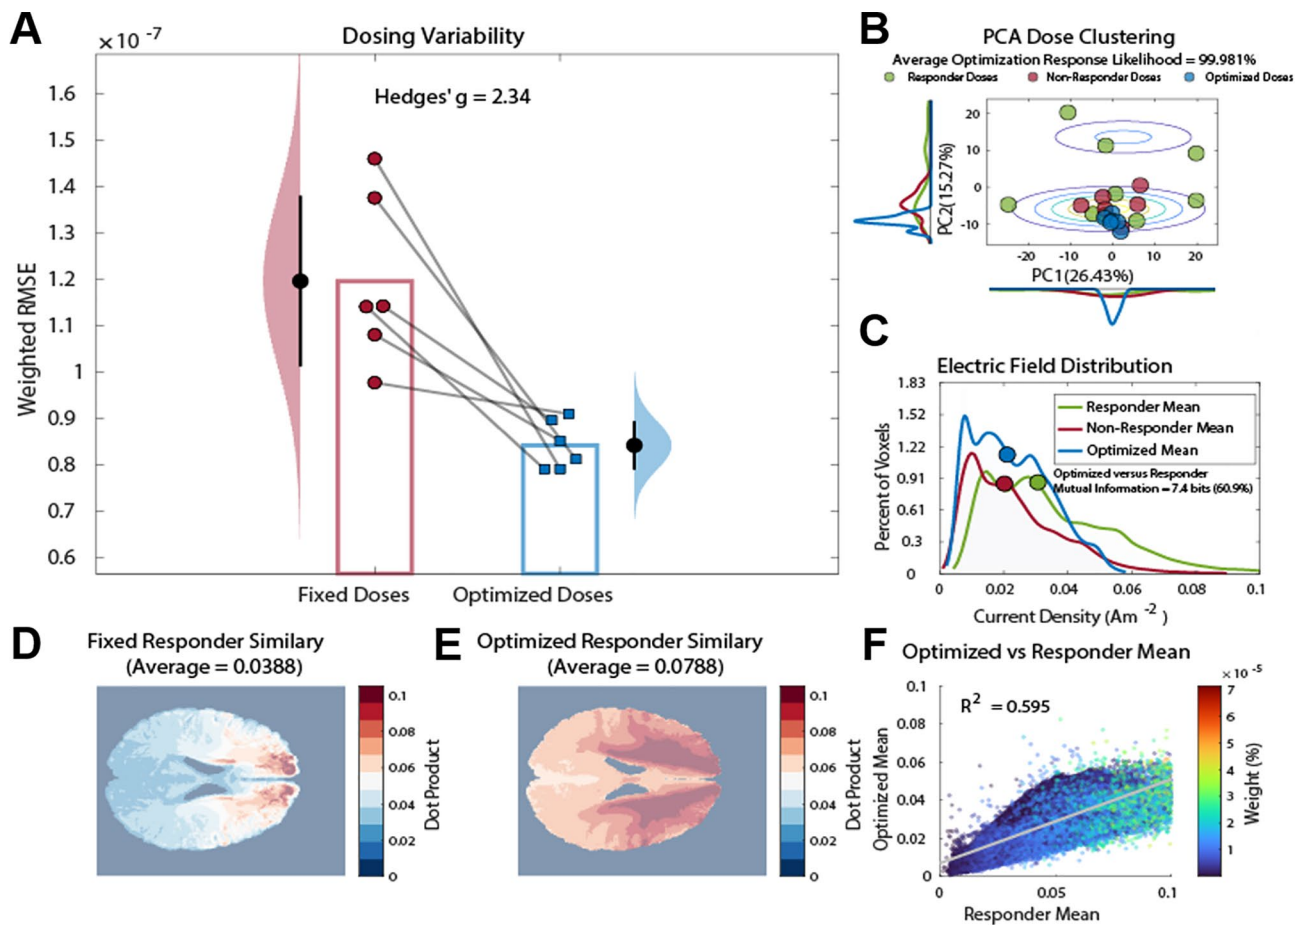 A
×10 -7
Dosing Variability
Hedges' g = 2.34
Weighted RMSE
1.6
1.5
1.4
1.3
1.2
1.1
1
0.9
0.8
0.7
0.6
Fixed Doses
Optimized Doses
B
PCA Dose Clustering
Average Optimization Response Likelihood = 99.981%
Responder Doses
Non-Responder Doses
Optimized Doses
PC2(15.27%)
20
10
0
-10
-20
-10
0
10
20
PC1(26.43%)
C
Electric Field Distribution
Percent of Voxels
1.83
1.52
1.22
0.91
0.61
0.3
0
Responder Mean
Non-Responder Mean
Optimized Mean
Optimized versus Responder
Mutual Information = 7.4 bits (60.9%)
0
0.02
0.04
0.06
0.08
0.1
Current Density (Am -2 )
D
Fixed Responder Similary
(Average = 0.0388)
0.1
0.08
0.06
0.04
0.02
0
Dot Product
E
Optimized Responder Similary
(Average = 0.0788)
0.1
0.08
0.06
0.04
0.02
0
Dot Product
F
Optimized vs Responder Mean
R2 = 0.595
Optimized Mean
0.1
0.08
0.06
0.04
0.02
0
0
0.05
0.1
Responder Mean
×10 -5
7
6
5
4
3
2
1
Weight (%)